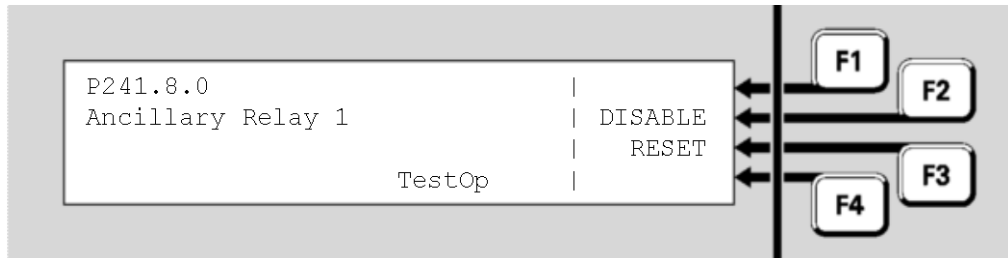 P241.8.0 |
Ancillary Relay 1 | DISABLE
| RESET
TestOp |
F1
F2
F3
F4